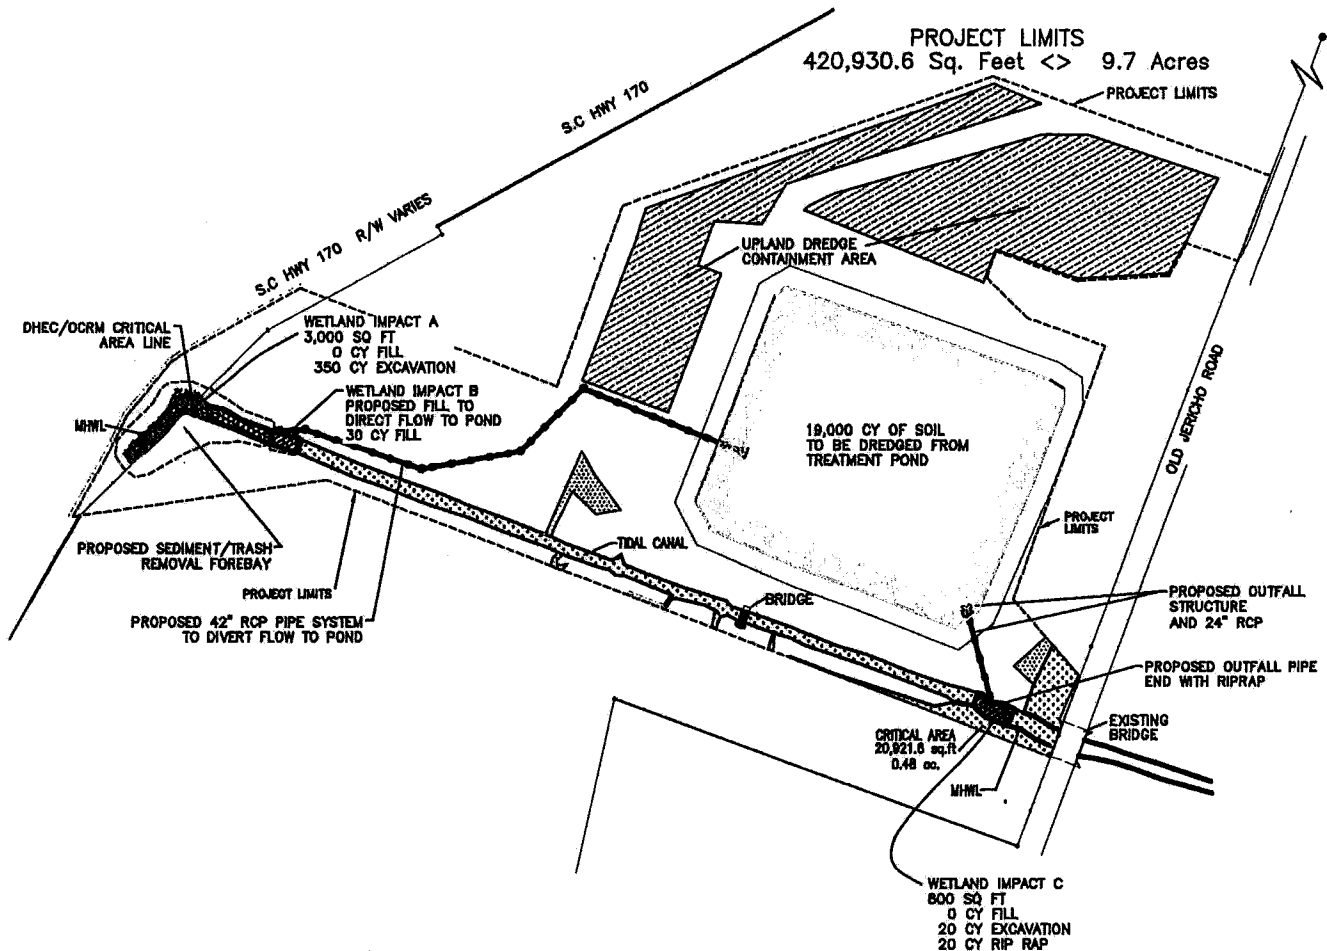 PROJECT LIMITS
420,930.6 Sq. Feet <> 9.7 Acres
PROJECT LIMITS
S.C HWY 170
S.C HWY 170 R/W VARIES
UPLAND DREDGE
CONTAINMENT AREA
DHEC/OCRM CRITICAL
AREA LINE
WETLAND IMPACT A
3,000 SQ FT
0 CY FILL
350 CY EXCAVATION
WETLAND IMPACT B
PROPOSED FILL TO
DIRECT FLOW TO POND
30 CY FILL
MHWL
19,000 CY OF SOIL
TO BE DREDGED FROM
TREATMENT POND
OLD JERICHO ROAD
PROJECT
LIMITS
PROPOSED SEDIMENT/TRASH
REMOVAL FOREBAY
TIDAL CANAL
PROJECT LIMITS
BRIDGE
PROPOSED 42" RCP PIPE SYSTEM
TO DIVERT FLOW TO POND
PROPOSED OUTFALL
STRUCTURE
AND 24" RCP
PROPOSED OUTFALL PIPE
END WITH RIPRAP
EXISTING
BRIDGE
CRITICAL AREA
20,921.6 sq.ft
0.48 ac.
MHWL
WETLAND IMPACT C
800 SQ FT
0 CY FILL
20 CY EXCAVATION
20 CY RIP RAP